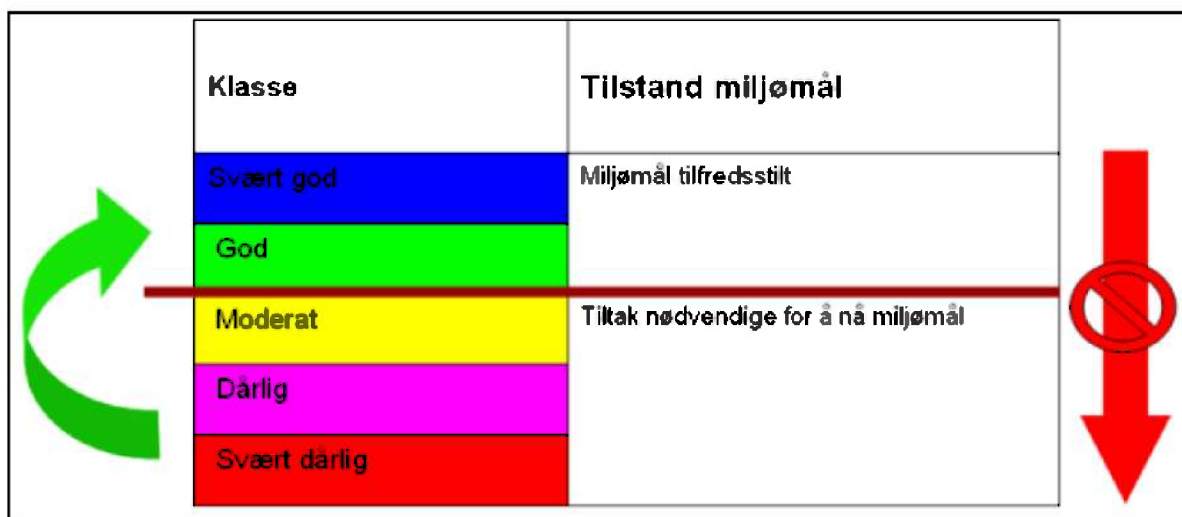 Klasse
Tilstand miljømål
Svært god
Miljømål tilfredsstilt
God
Moderat
Tiltak nødvendige for å nå miljømål
Dårlig
Svært dårlig